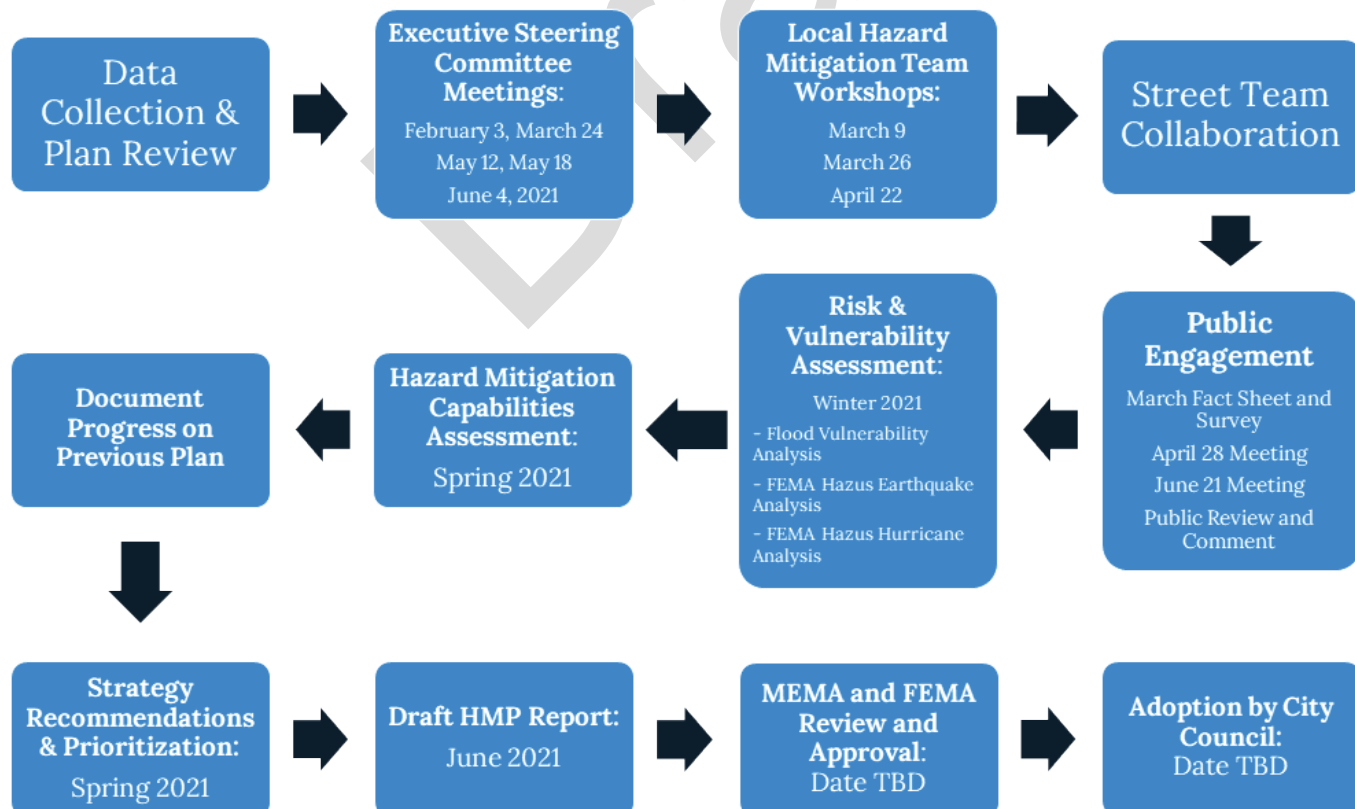 Data
Collection &
Plan Review
Executive Steering
Committee
Meetings:
February 3, March 24
May 12, May 18
June 4, 2021
Local Hazard
Mitigation Team
Workshops:
March 9
March 26
April 22
Street Team
Collaboration
Public
Engagement
March Fact Sheet and
Survey
April 28 Meeting
June 21 Meeting
Public Review and
Comment
Risk &
Vulnerability
Assessment:
Winter 2021
- Flood Vulnerability
Analysis
- FEMA Hazus Earthquake
Analysis
- FEMA Hazus Hurricane
Analysis
Hazard Mitigation
Capabilities
Assessment:
Spring 2021
Document
Progress on
Previous Plan
Strategy
Recommendations
& Prioritization:
Spring 2021
Draft HMP Report:
June 2021
MEMA and FEMA
Review and
Approval:
Date TBD
Adoption by City
Council:
Date TBD